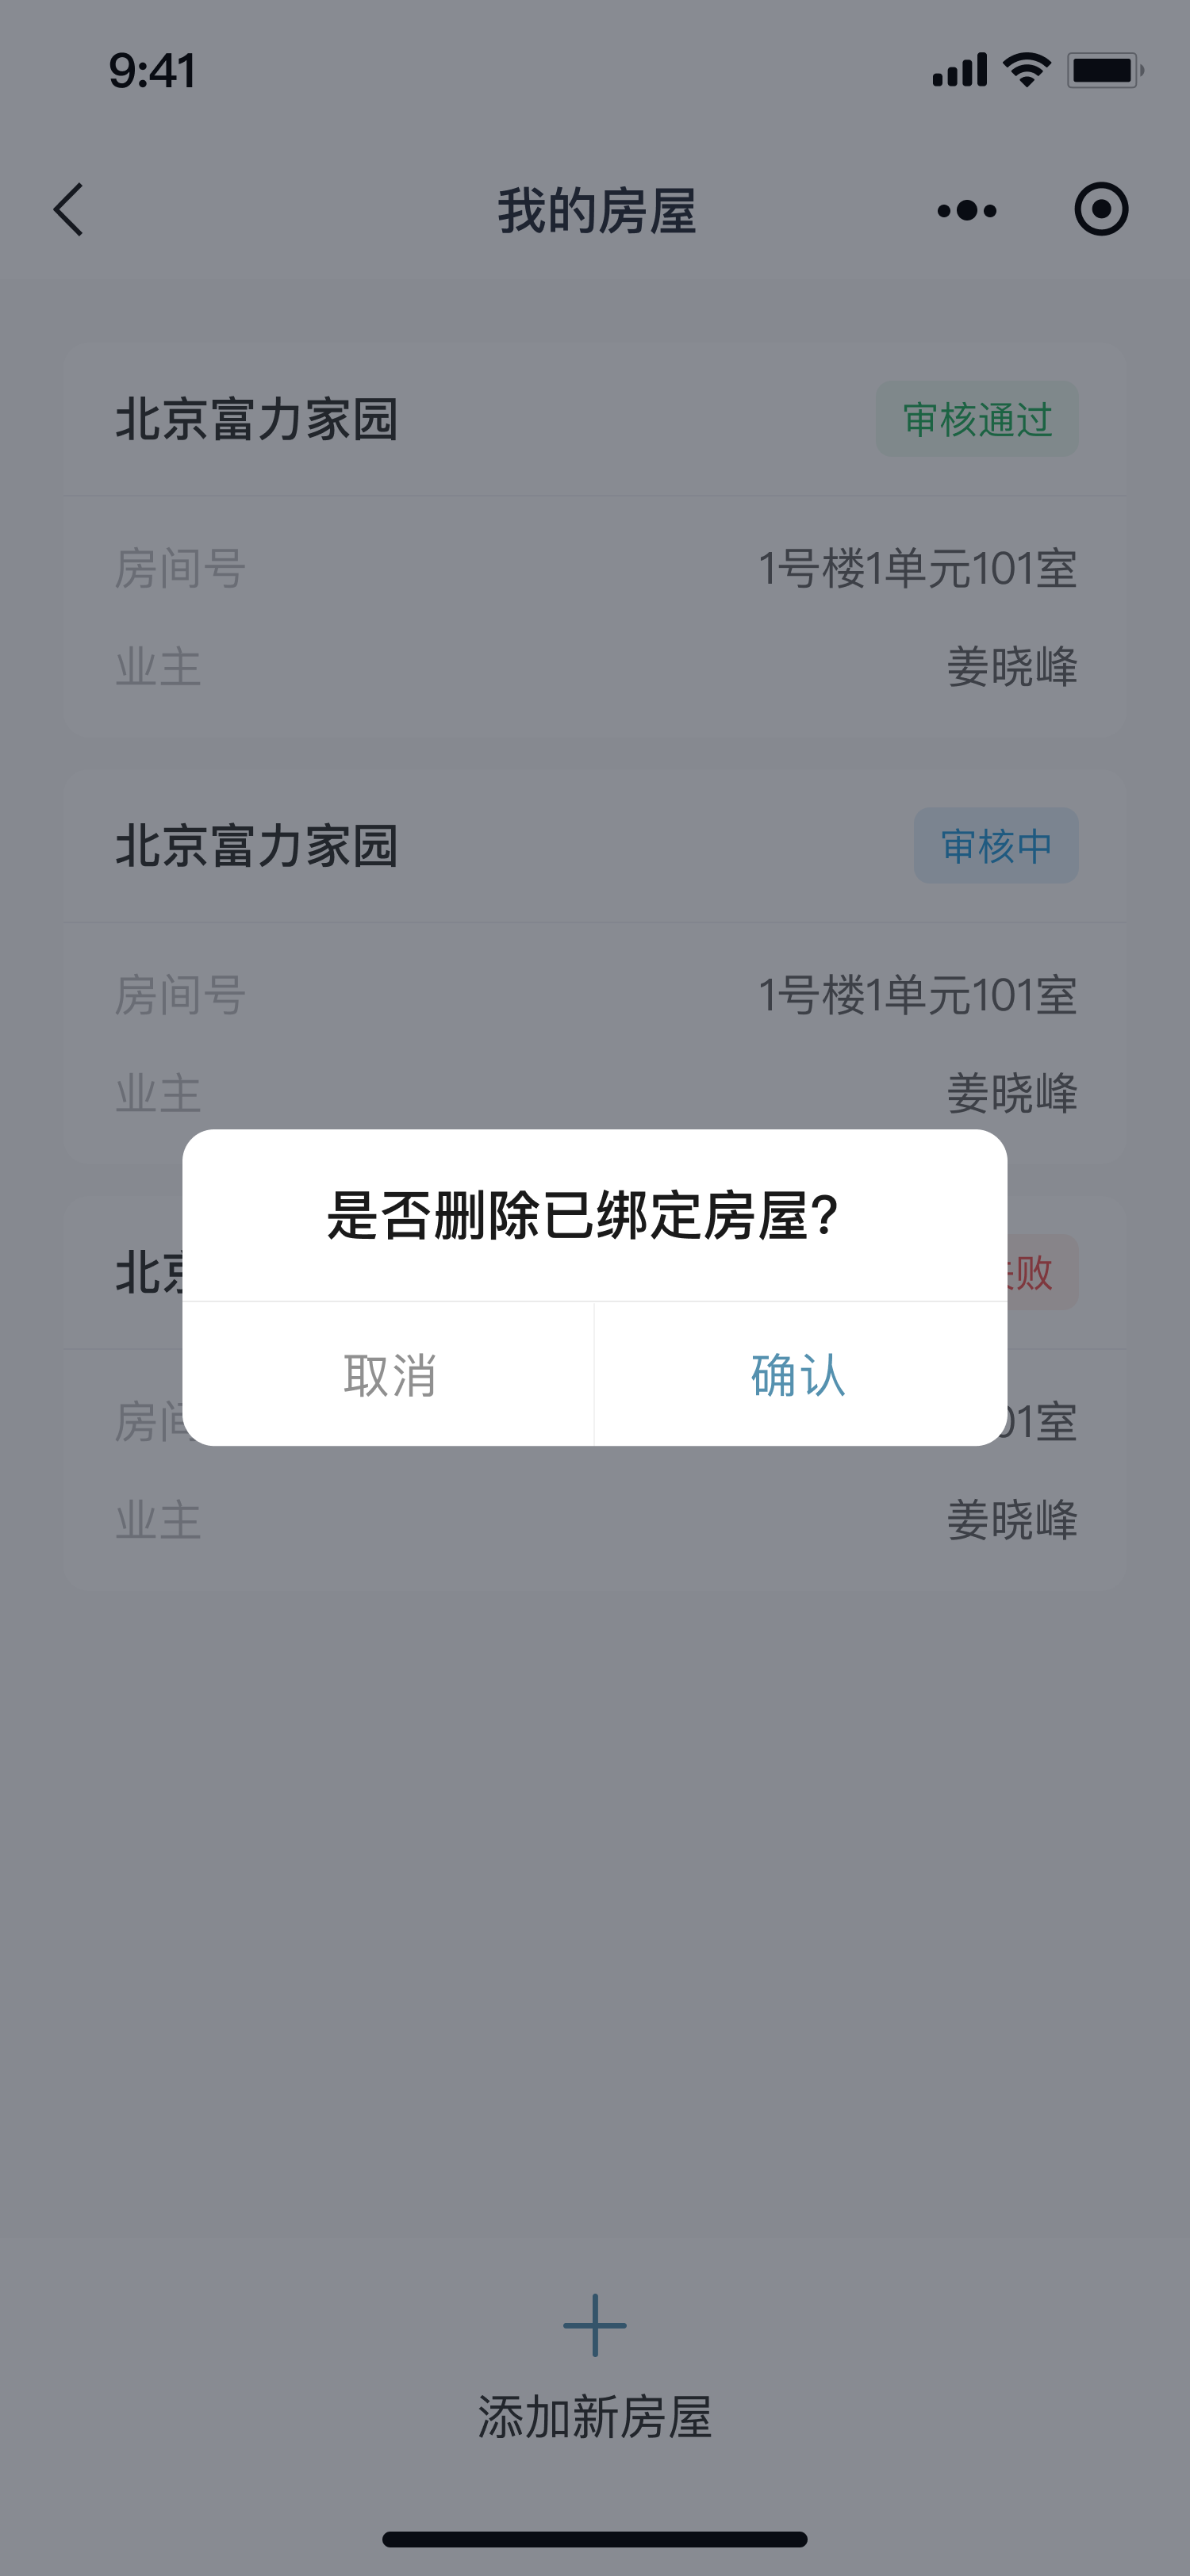 9:41
我的房屋
北京富力家园 审核通过
房间号 1号楼1单元101室
业主 姜晓峰
北京富力家园 审核中
房间号 1号楼1单元101室
业主 姜晓峰
是否删除已绑定房屋?
北京 败
取消 确认
房间 01室
业主 姜晓峰
添加新房屋